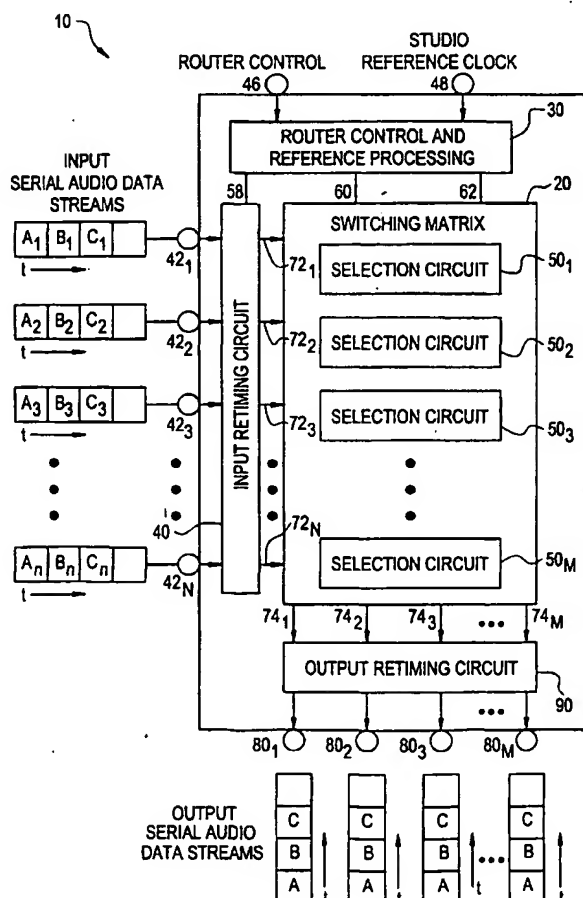 10
ROUTER CONTROL
46
STUDIO
REFERENCE CLOCK
48
30
ROUTER CONTROL AND
REFERENCE PROCESSING
INPUT
SERIAL AUDIO DATA
STREAMS
58
60
62
20
SWITCHING MATRIX
A1 B1 C1
t
421
721
SELECTION CIRCUIT
501
A2 B2 C2
t
422
722
SELECTION CIRCUIT
502
A3 B3 C3
t
423
723
SELECTION CIRCUIT
503
INPUT RETIMING CIRCUIT
40
An Bn Cn
t
42N
72N
SELECTION CIRCUIT
50M
741 742 743 74M
OUTPUT RETIMING CIRCUIT
90
801 802 803 80M
OUTPUT
SERIAL AUDIO
DATA STREAMS
C C C C
B B B B
A A A A
t t t t